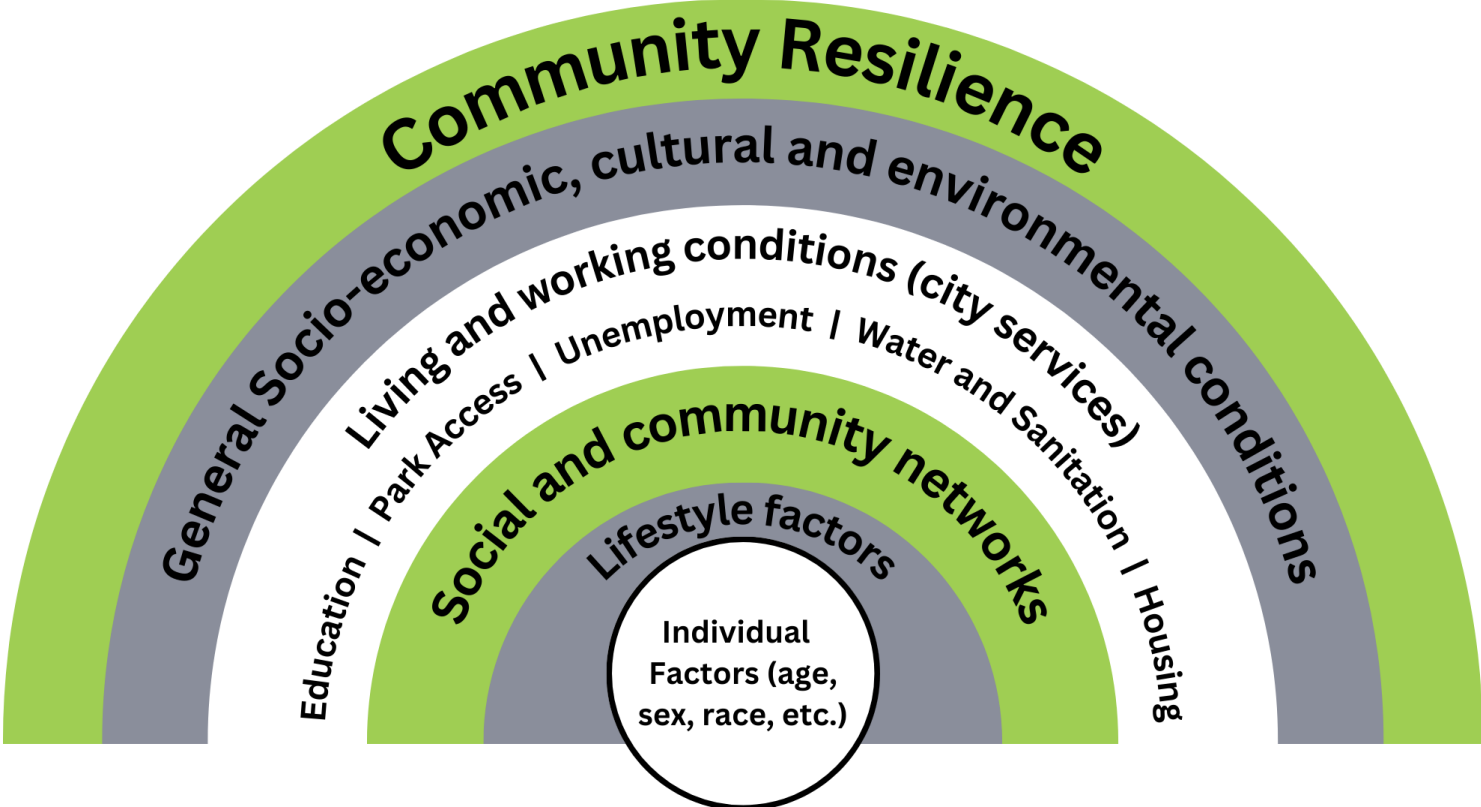 Community Resilience
General Socio-economic, cultural and environmental conditions
Living and working conditions (city services)
Education | Park Access | Unemployment | Water and Sanitation | Housing
Social and community networks
Lifestyle factors
Individual
Factors (age,
sex, race, etc.)